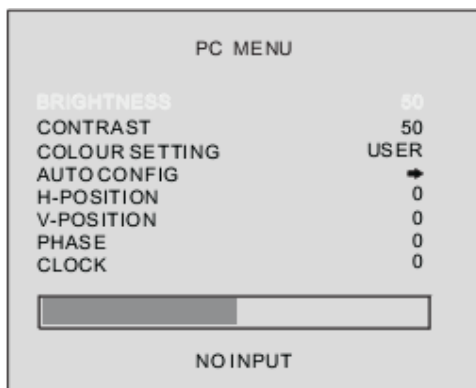 PC MENU
BRIGHTNESS 50
CONTRAST 50
COLOUR SETTING USER
AUTO CONFIG ➡
H-POSITION 0
V-POSITION 0
PHASE 0
CLOCK 0
NO INPUT